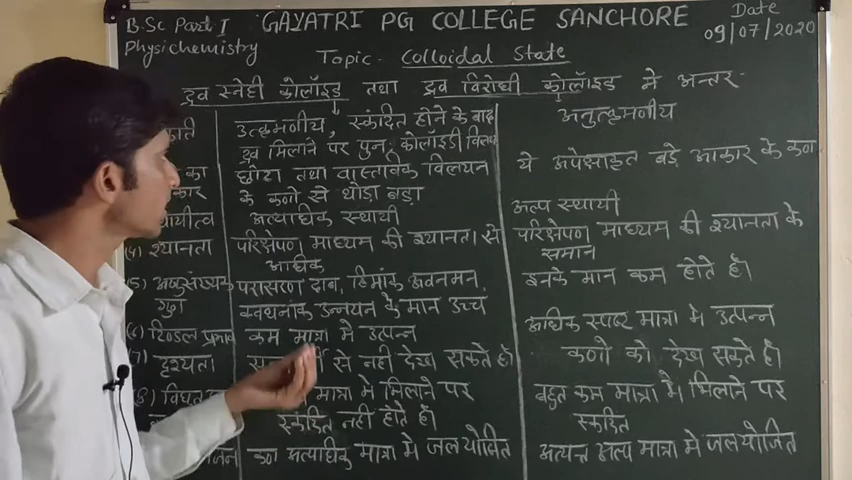 B.Sc Part I GAYATRI PG COLLEGE SANCHORE Date
Physichemistry 09/07/2020
Topic- Colloidal State
द्रव स्नेही कोलॉइड तथा द्रव विरोधी कोलॉइड मे अन्तर-
उत्क्रमणीय, स्कंदित होने के बाद अनुत्क्रमणीय
द्रव मिलाने पर पुनः कोलॉइडी
का छोटा तथा वास्तविक विलयन ये अपेक्षाकृत बड़े आकार के कण
के कणो से थोड़ा बड़ा
अत्याधिक स्थायी अल्प स्थायी
(4) श्यानता परिक्षेपण माध्यम की श्यानता से परिक्षेपण माध्यम की श्यानता के
अधिक समान
(5) अणुसंख्यक परासरण दाब, हिमांक अवनमन, इनके मान कम होते है।
गुण क्वथनांक उन्नयन के मान उच्च
(6) टिण्डल प्रभाव कम मात्रा मे उत्पन्न अधिक स्पष्ट मात्रा मे उत्पन्न
(7) दृश्यता से नही देख सकते है। कणो को देख सकते है।
(8) मात्रा मे मिलाने पर बहुत कम मात्रा मे मिलाने पर
स्कंदित नही होते है। स्कंदित
कण अत्याधिक मात्रा मे जलयोजित अत्यन्त अल्प मात्रा मे जलयोजित